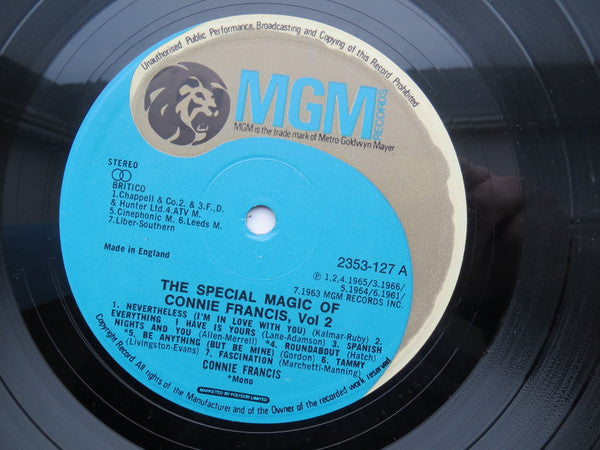 Unauthorised Public Performance, Broadcasting and Copying of this Record Prohibited
MGM
RECORDS
MGM is the trade mark of Metro Goldwyn Mayer
STEREO
BRITICO
1.Chappell & Co.2. & 3.F.,D.
& Hunter Ltd.4.ATV M.
5.Cinephonic M. 6.Leeds M.
7.Liber-Southern
Made in England
2353-127 A
℗ 1,2,4.1965/3.1966/
5.1964/6.1961/
7.1963 MGM RECORDS INC.
THE SPECIAL MAGIC OF
CONNIE FRANCIS, Vol 2
1. NEVERTHELESS (I'M IN LOVE WITH YOU) (Kalmar-Ruby) 2.
EVERYTHING I HAVE IS YOURS (Lane-Adamson) 3. SPANISH
NIGHTS AND YOU (Allen-Merrell) *4. ROUNDABOUT (Hatch)
*5. BE ANYTHING (BUT BE MINE) (Gordon) 6. TAMMY
(Livingston-Evans) 7. FASCINATION (Marchetti-Manning)
CONNIE FRANCIS
*Mono
MARKETED BY POLYDOR LIMITED
Copyright Record All rights of the Manufacturer and of the Owner of the recorded work reserved